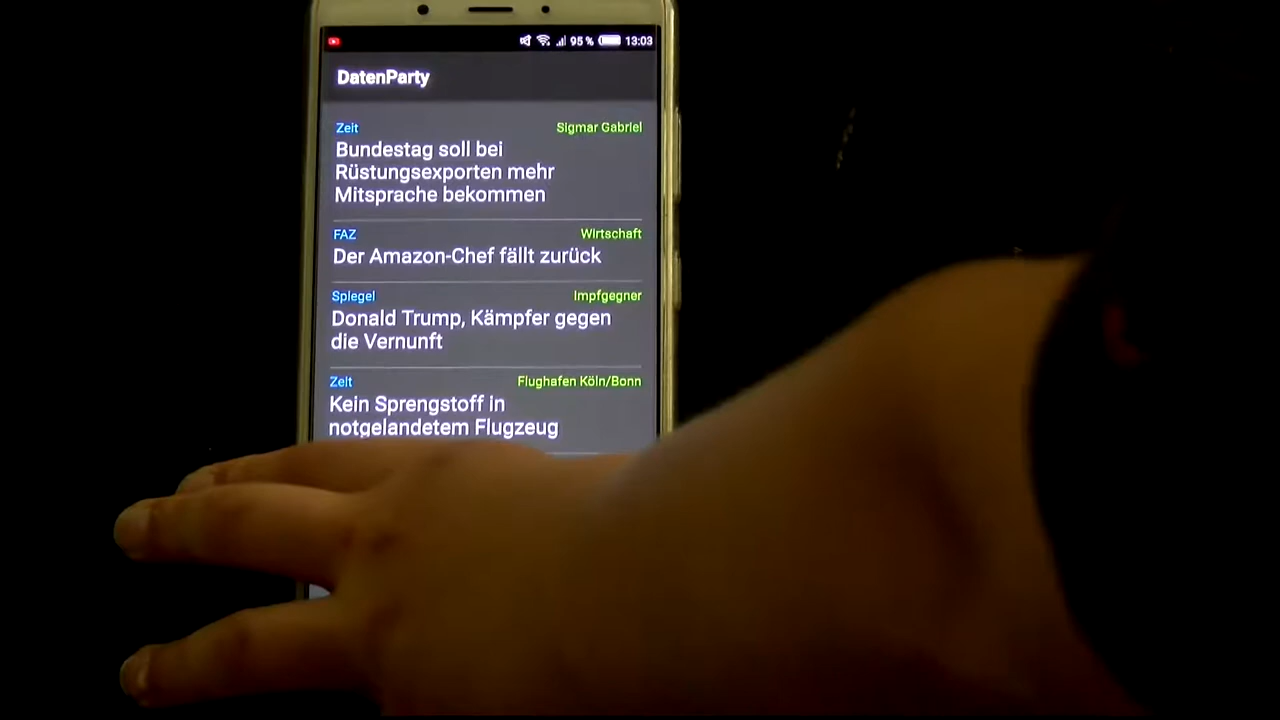 95 % 13:03
DatenParty
Zeit Sigmar Gabriel
Bundestag soll bei
Rüstungsexporten mehr
Mitsprache bekommen
FAZ Wirtschaft
Der Amazon-Chef fällt zurück
Spiegel Impfgegner
Donald Trump, Kämpfer gegen
die Vernunft
Zeit Flughafen Köln/Bonn
Kein Sprengstoff in
notgelandetem Flugzeug